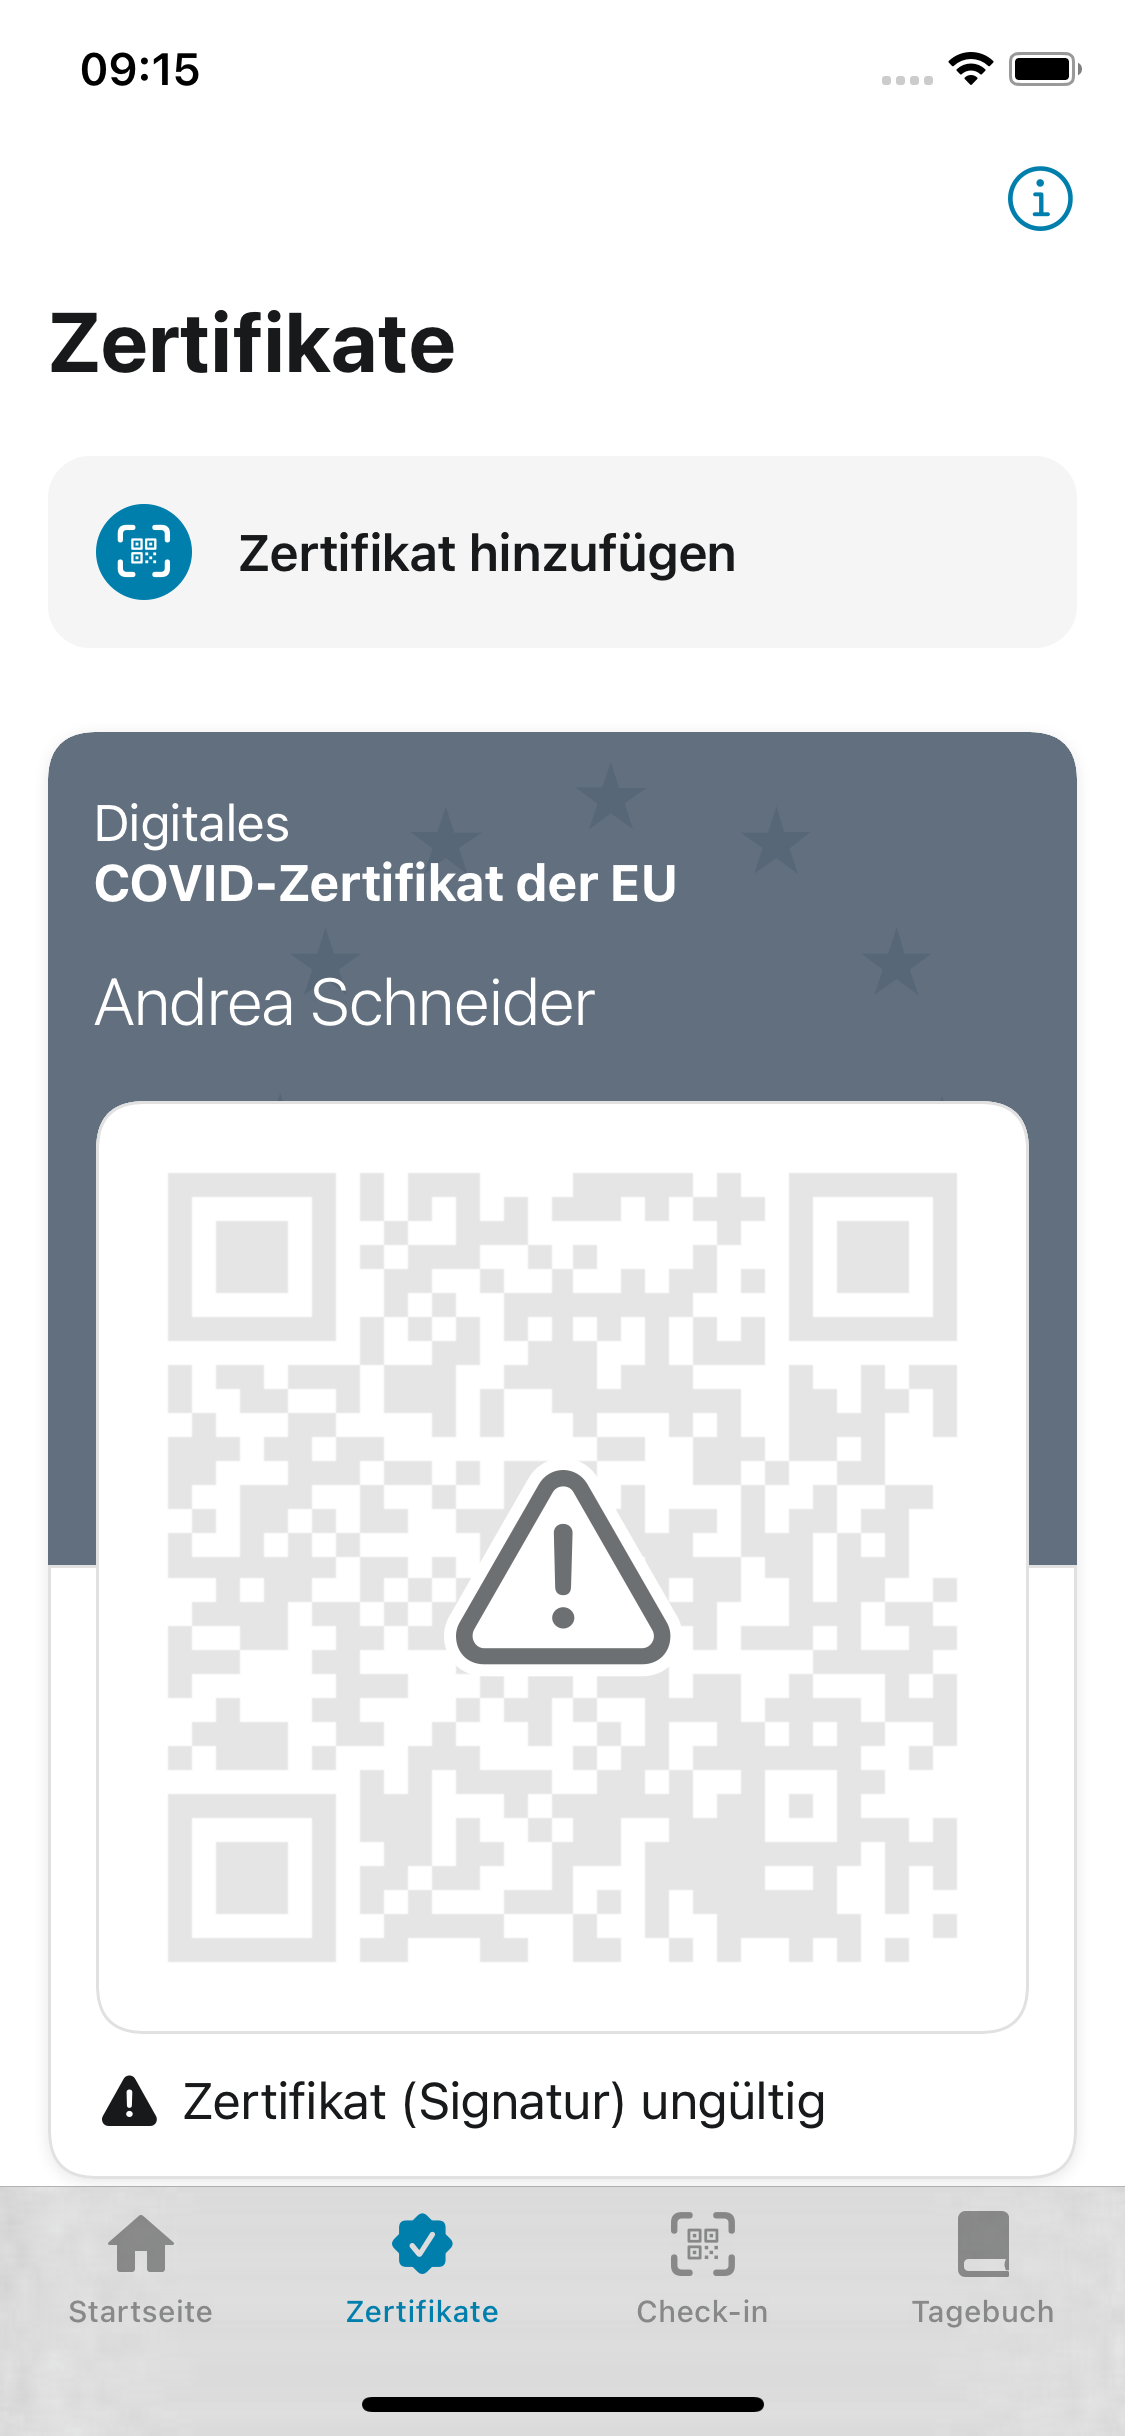 09:15
Zertifikate
Zertifikat hinzufügen
Digitales
COVID-Zertifikat der EU
Andrea Schneider
Zertifikat (Signatur) ungültig
Startseite
Zertifikate
Check-in
Tagebuch